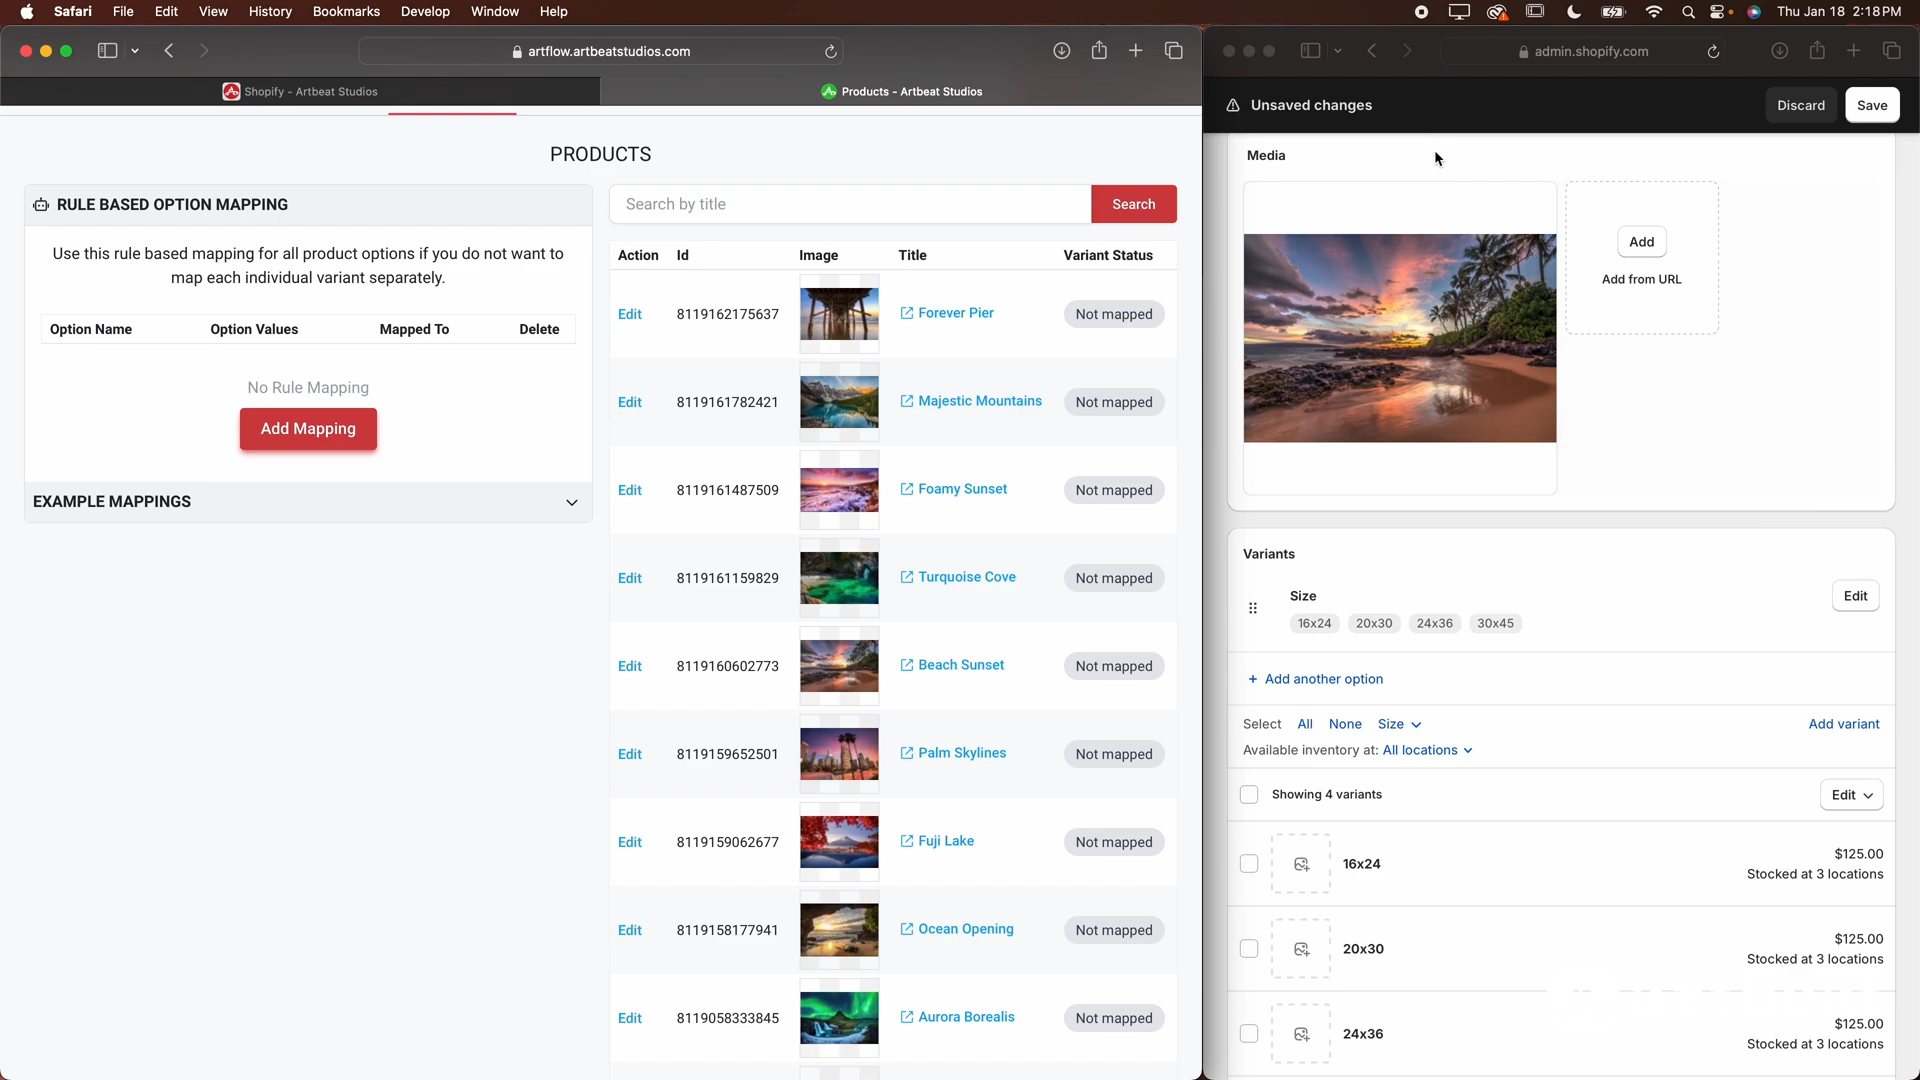 Safari File Edit View History Bookmarks Develop Window Help
Thu Jan 18 2:18 PM
artflow.artbeatstudios.com
Shopify - Artbeat Studios
Products - Artbeat Studios
PRODUCTS
RULE BASED OPTION MAPPING
Use this rule based mapping for all product options if you do not want to
map each individual variant separately.
Option Name Option Values Mapped To Delete
No Rule Mapping
Add Mapping
EXAMPLE MAPPINGS
Search by title
Search
Action Id Image Title Variant Status
Edit 8119162175637 Forever Pier Not mapped
Edit 8119161782421 Majestic Mountains Not mapped
Edit 8119161487509 Foamy Sunset Not mapped
Edit 8119161159829 Turquoise Cove Not mapped
Edit 8119160602773 Beach Sunset Not mapped
Edit 8119159652501 Palm Skylines Not mapped
Edit 8119159062677 Fuji Lake Not mapped
Edit 8119158177941 Ocean Opening Not mapped
Edit 8119058333845 Aurora Borealis Not mapped
admin.shopify.com
Unsaved changes
Discard
Save
Media
Add
Add from URL
Variants
Size
Edit
16x24 20x30 24x36 30x45
+ Add another option
Select All None Size
Add variant
Available inventory at: All locations
Showing 4 variants
Edit
16x24
$125.00
Stocked at 3 locations
20x30
$125.00
Stocked at 3 locations
24x36
$125.00
Stocked at 3 locations